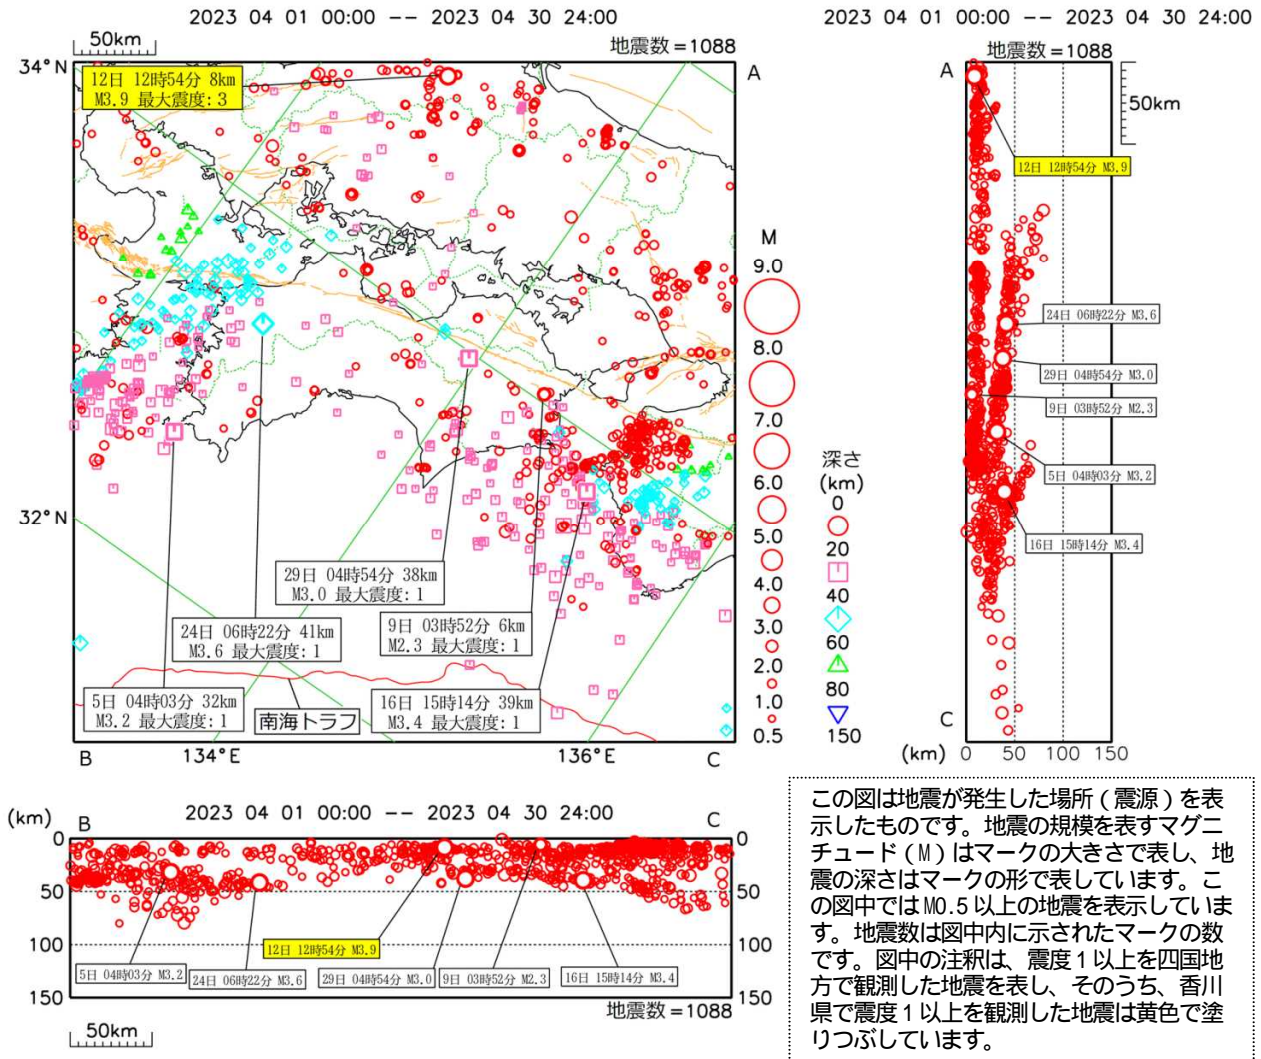 2023 04 01 00:00 -- 2023 04 30 24:00
50km
地震数=1088
34°N
32°N
134°E
136°E
A
B
C
12日 12時54分 8km
M3.9 最大震度:3
29日 04時54分 38km
M3.0 最大震度:1
24日 06時22分 41km
M3.6 最大震度:1
9日 03時52分 6km
M2.3 最大震度:1
5日 04時03分 32km
M3.2 最大震度:1
南海トラフ
16日 15時14分 39km
M3.4 最大震度:1
M
9.0
8.0
7.0
6.0
5.0
4.0
3.0
2.0
1.0
0.5
深さ
(km)
0
20
40
60
80
150
2023 04 01 00:00 -- 2023 04 30 24:00
地震数=1088
A
50km
12日 12時54分 M3.9
24日 06時22分 M3.6
29日 04時54分 M3.0
9日 03時52分 M2.3
5日 04時03分 M3.2
16日 15時14分 M3.4
C
(km) 0 50 100 150
2023 04 01 00:00 -- 2023 04 30 24:00
(km) B C
0 0
50 50
100 100
150 150
12日 12時54分 M3.9
5日 04時03分 M3.2
24日 06時22分 M3.6
29日 04時54分 M3.0
9日 03時52分 M2.3
16日 15時14分 M3.4
地震数=1088
50km
この図は地震が発生した場所(震源)を表
示したものです。地震の規模を表すマグニ
チュード(M)はマークの大きさで表し、地
震の深さはマークの形で表しています。こ
の図中ではM0.5以上の地震を表示していま
す。地震数は図中内に示されたマークの数
です。図中の注釈は、震度1以上を四国地
方で観測した地震を表し、そのうち、香川
県で震度1以上を観測した地震は黄色で塗
りつぶしています。